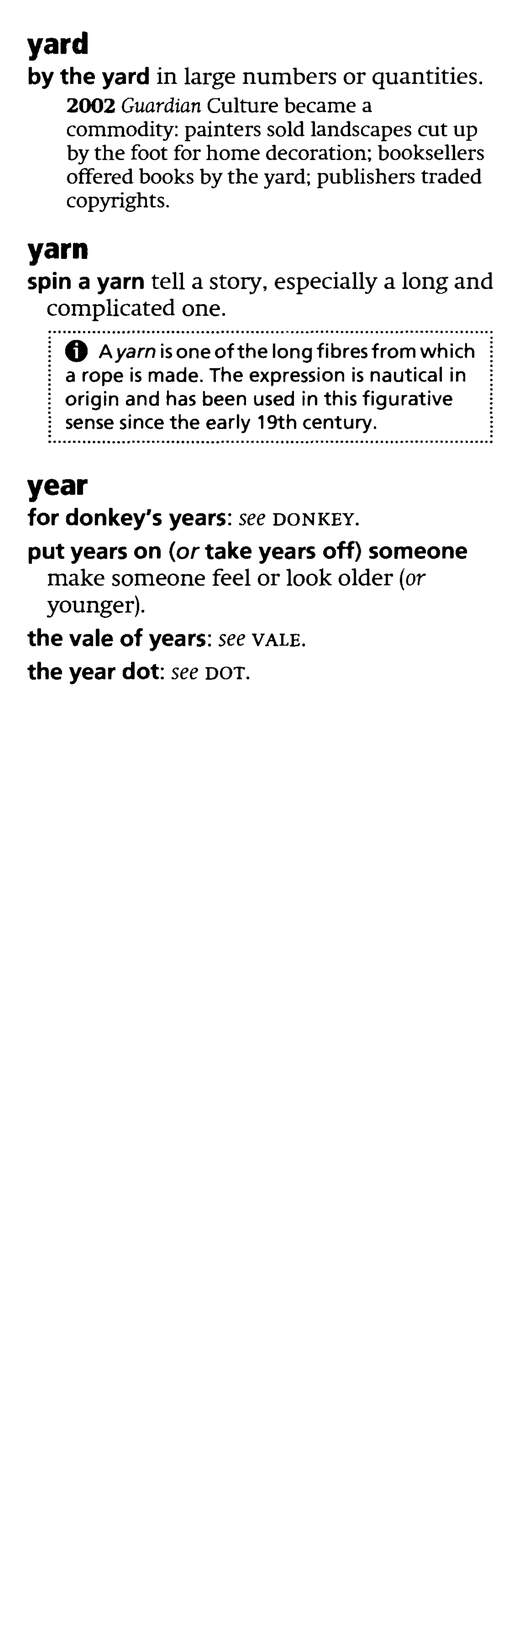 yard
by the yard in large numbers or quantities.
2002 Guardian Culture became a
commodity: painters sold landscapes cut up
by the foot for home decoration; booksellers
offered books by the yard; publishers traded
copyrights.
yarn
spin a yarn tell a story, especially a long and
complicated one.
i A yarn is one of the long fibres from which
a rope is made. The expression is nautical in
origin and has been used in this figurative
sense since the early 19th century.
year
for donkey's years: see DONKEY.
put years on (or take years off) someone
make someone feel or look older (or
younger).
the vale of years: see VALE.
the year dot: see DOT.